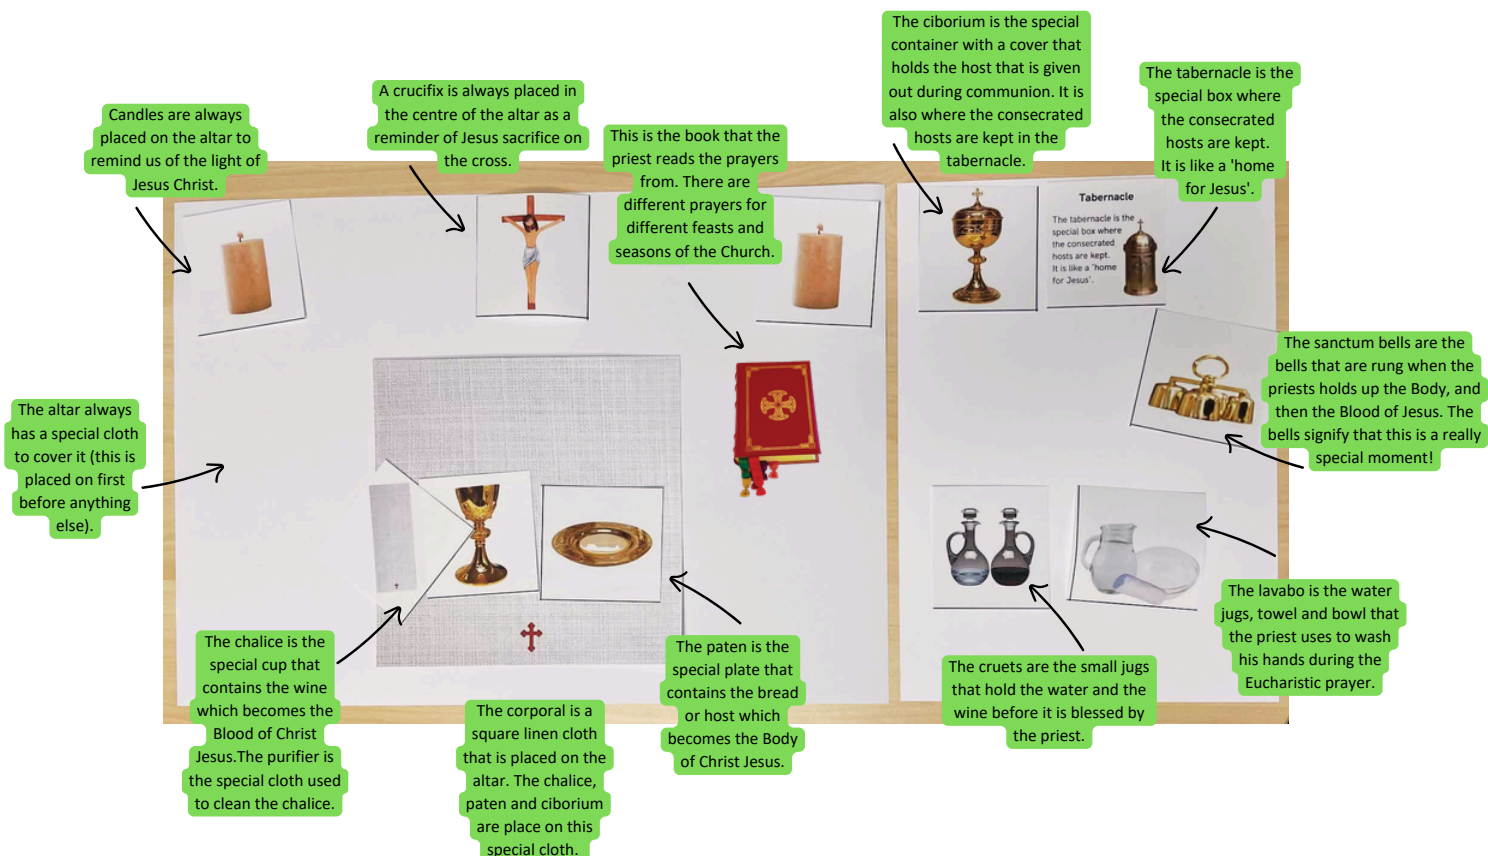 Candles are always
placed on the altar to
remind us of the light of
Jesus Christ.
A crucifix is always placed in
the centre of the altar as a
reminder of Jesus sacrifice on
the cross.
This is the book that the
priest reads the prayers
from. There are
different prayers for
different feasts and
seasons of the Church.
The ciborium is the special
container with a cover that
holds the host that is given
out during communion. It is
also where the consecrated
hosts are kept in the
tabernacle.
The tabernacle is the
special box where
the consecrated
hosts are kept.
It is like a 'home
for Jesus'.
Tabernacle
The tabernacle is the
special box where
the consecrated
hosts are kept.
It is like a 'home
for Jesus'.
The sanctum bells are the
bells that are rung when the
priests holds up the Body, and
then the Blood of Jesus. The
bells signify that this is a really
special moment!
The altar always
has a special cloth
to cover it (this is
placed on first
before anything
else).
The chalice is the
special cup that
contains the wine
which becomes the
Blood of Christ
Jesus.The purifier is
the special cloth used
to clean the chalice.
The corporal is a
square linen cloth
that is placed on the
altar. The chalice,
paten and ciborium
are place on this
special cloth.
The paten is the
special plate that
contains the bread
or host which
becomes the Body
of Christ Jesus.
The cruets are the small jugs
that hold the water and the
wine before it is blessed by
the priest.
The lavabo is the water
jugs, towel and bowl that
the priest uses to wash
his hands during the
Eucharistic prayer.